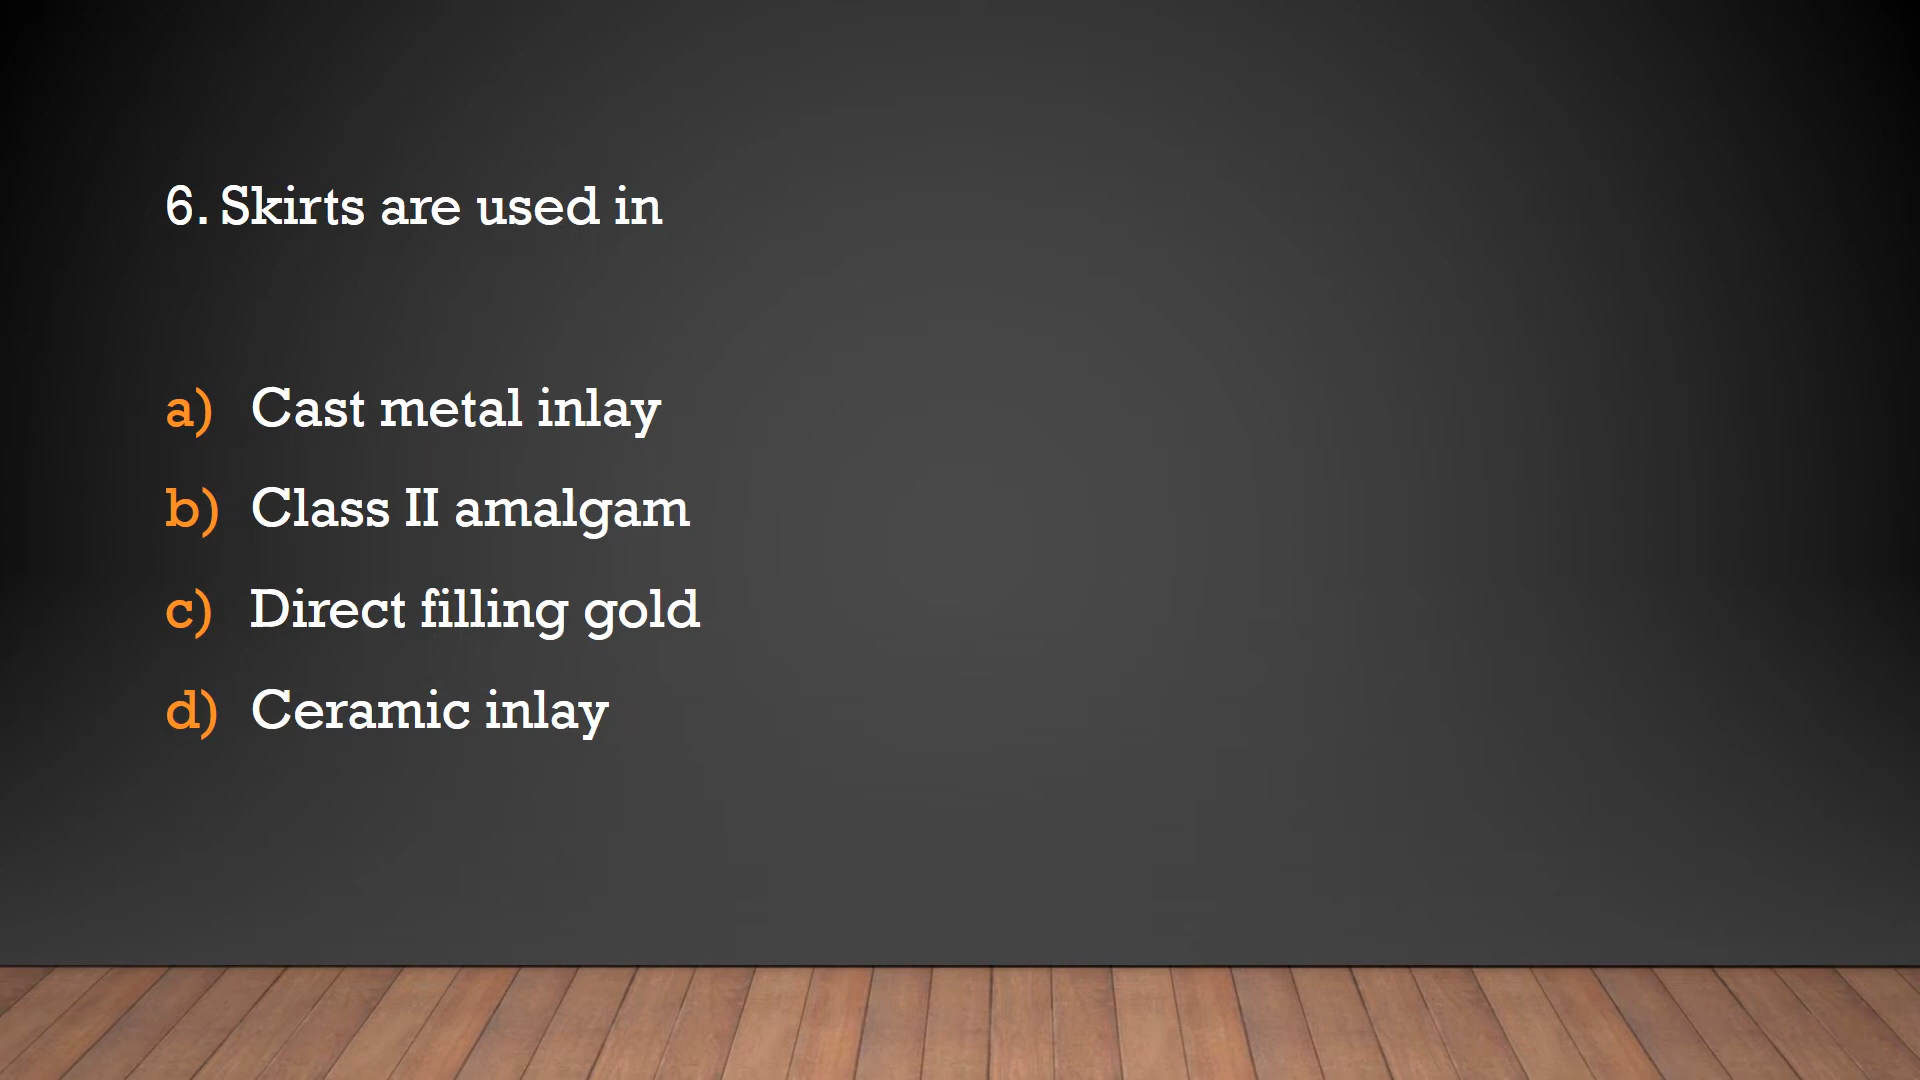 6. Skirts are used in
a) Cast metal inlay
b) Class II amalgam
c) Direct filling gold
d) Ceramic inlay